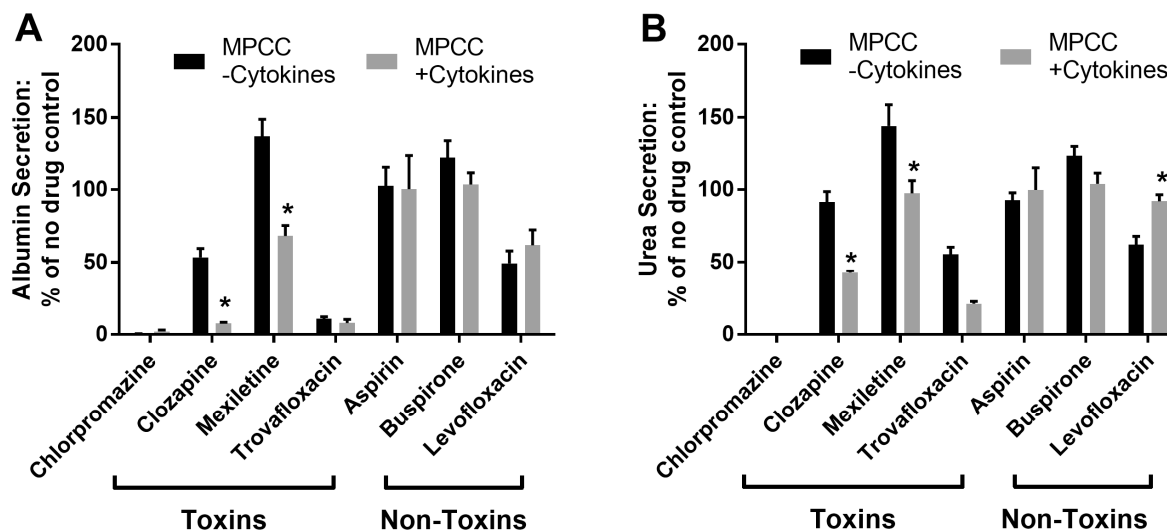 A
Albumin Secretion:
% of no drug control
200
150
100
50
0
MPCC
-Cytokines
MPCC
+Cytokines
*
*
Chlorpromazine
Clozapine
Mexiletine
Trovafloxacin
Aspirin
Buspirone
Levofloxacin
Toxins
Non-Toxins
B
Urea Secretion:
% of no drug control
200
150
100
50
0
MPCC
-Cytokines
MPCC
+Cytokines
*
*
*
Chlorpromazine
Clozapine
Mexiletine
Trovafloxacin
Aspirin
Buspirone
Levofloxacin
Toxins
Non-Toxins